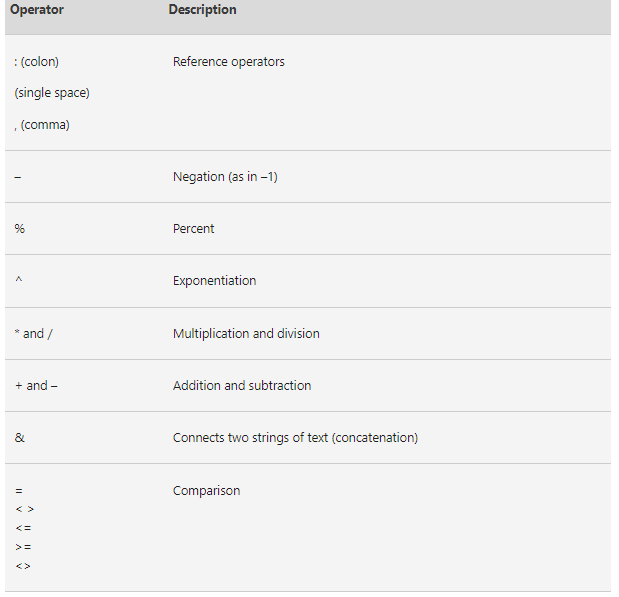 Operator Description
: (colon) Reference operators
(single space)
, (comma)
– Negation (as in –1)
% Percent
^ Exponentiation
* and / Multiplication and division
+ and – Addition and subtraction
& Connects two strings of text (concatenation)
= Comparison
< >
<=
>=
<>